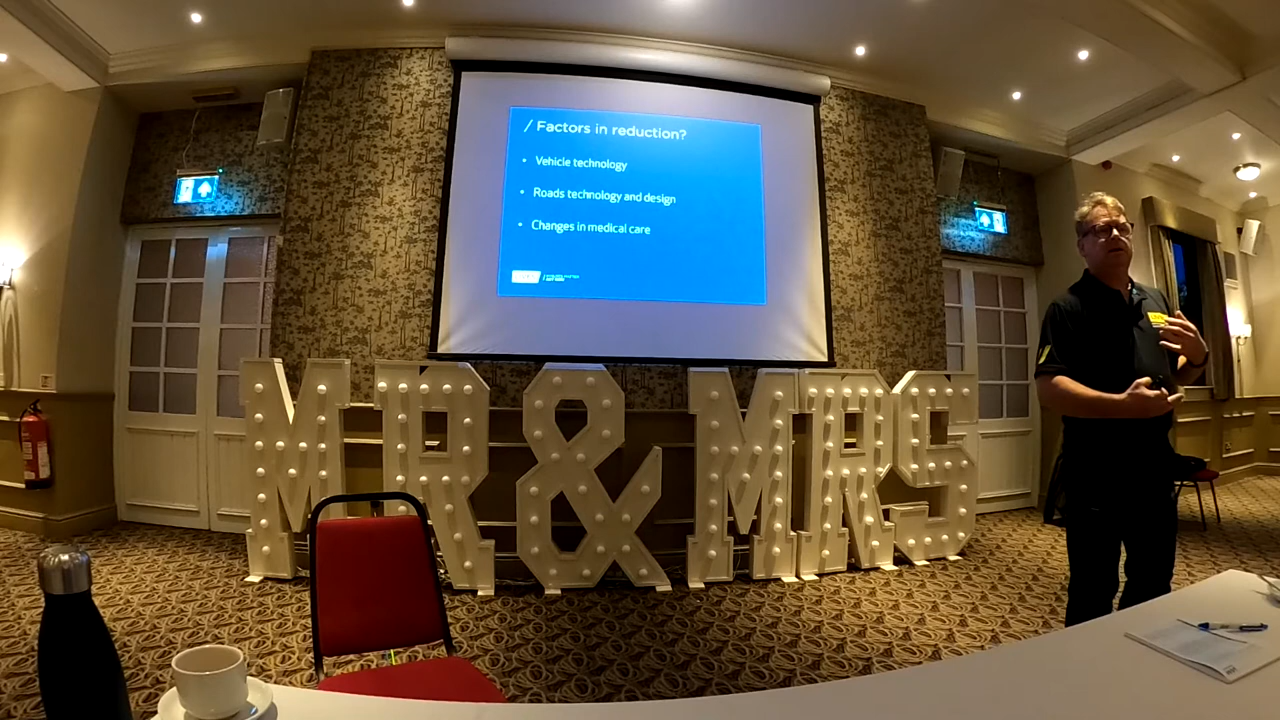 / Factors in reduction?
• Vehicle technology
• Roads technology and design
• Changes in medical care
MR & MRS